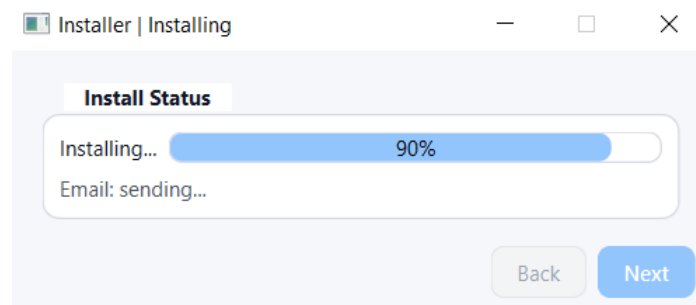 Installer | Installing
Install Status
Installing... 90%
Email: sending...
Back Next